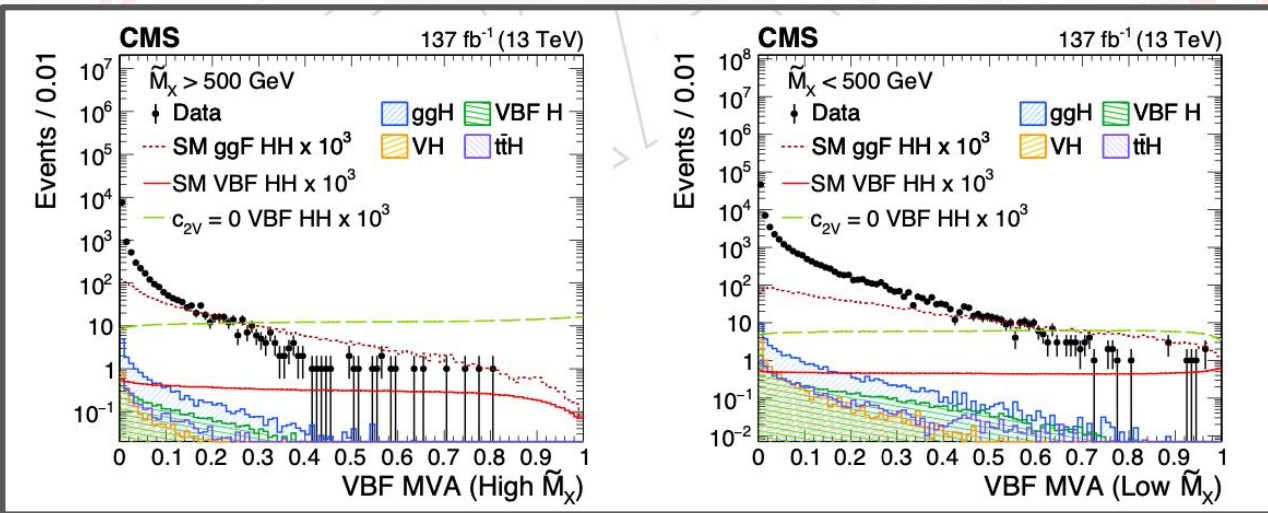 CMS 137 fb⁻¹ (13 TeV)
M̃X > 500 GeV
Data
SM ggF HH x 10³
SM VBF HH x 10³
c2V = 0 VBF HH x 10³
ggH VBF H
VH tt̄H
Events / 0.01
10⁷
10⁶
10⁵
10⁴
10³
10²
10
1
10⁻¹
0 0.1 0.2 0.3 0.4 0.5 0.6 0.7 0.8 0.9 1
VBF MVA (High M̃X)
CMS 137 fb⁻¹ (13 TeV)
M̃X < 500 GeV
Data
SM ggF HH x 10³
SM VBF HH x 10³
c2V = 0 VBF HH x 10³
ggH VBF H
VH tt̄H
Events / 0.01
10⁸
10⁷
10⁶
10⁵
10⁴
10³
10²
10
1
10⁻¹
10⁻²
0 0.1 0.2 0.3 0.4 0.5 0.6 0.7 0.8 0.9 1
VBF MVA (Low M̃X)